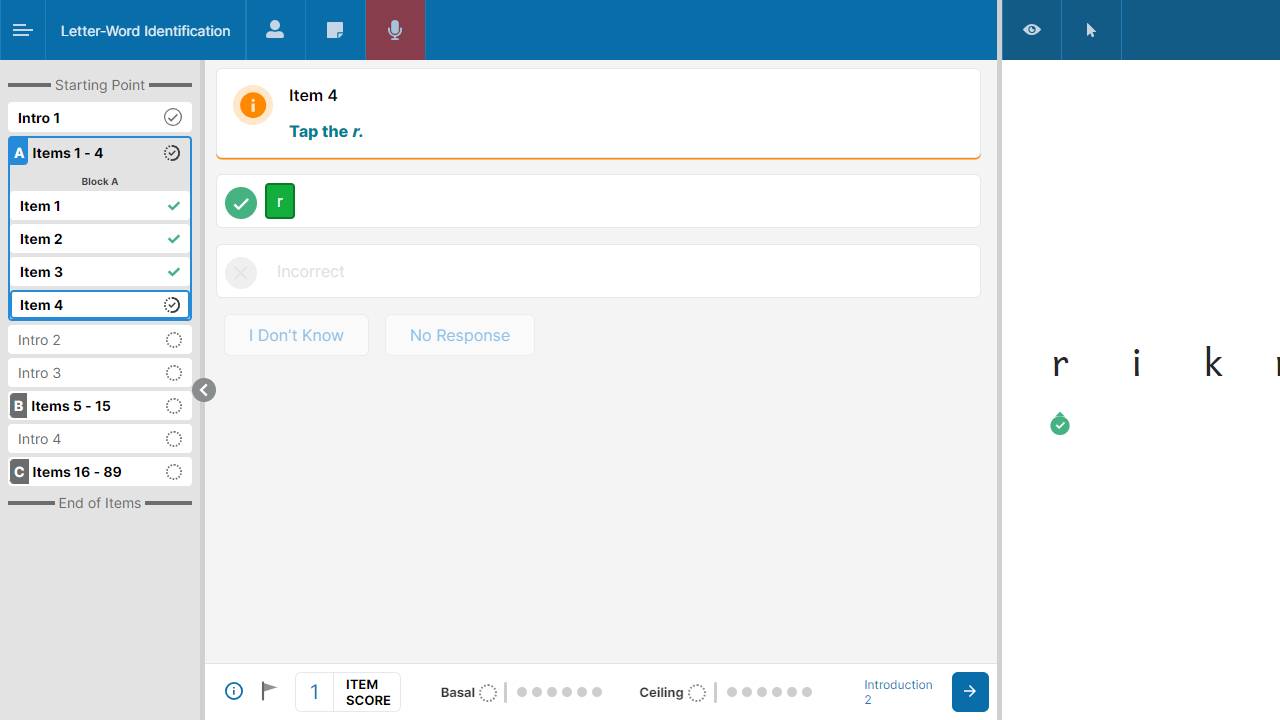 Letter-Word Identification
Starting Point
Intro 1
A Items 1 - 4
Block A
Item 1
Item 2
Item 3
Item 4
Intro 2
Intro 3
B Items 5 - 15
Intro 4
C Items 16 - 89
End of Items
Item 4
Tap the r.
r
Incorrect
I Don't Know
No Response
1 ITEM
SCORE
Basal
Ceiling
Introduction
2
r i k